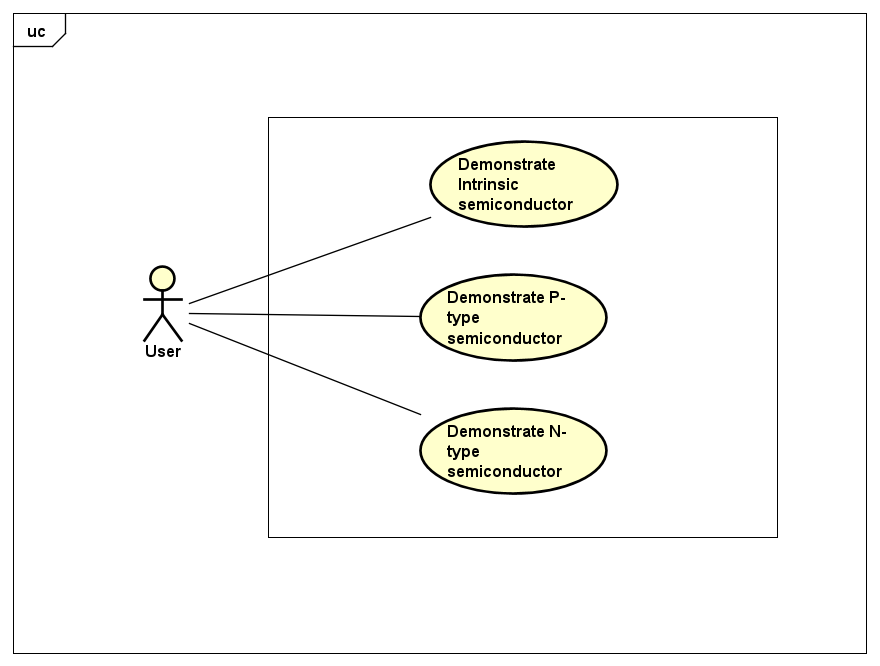 uc
Demonstrate
Intrinsic
semiconductor
Demonstrate P-
type
semiconductor
User
Demonstrate N-
type
semiconductor